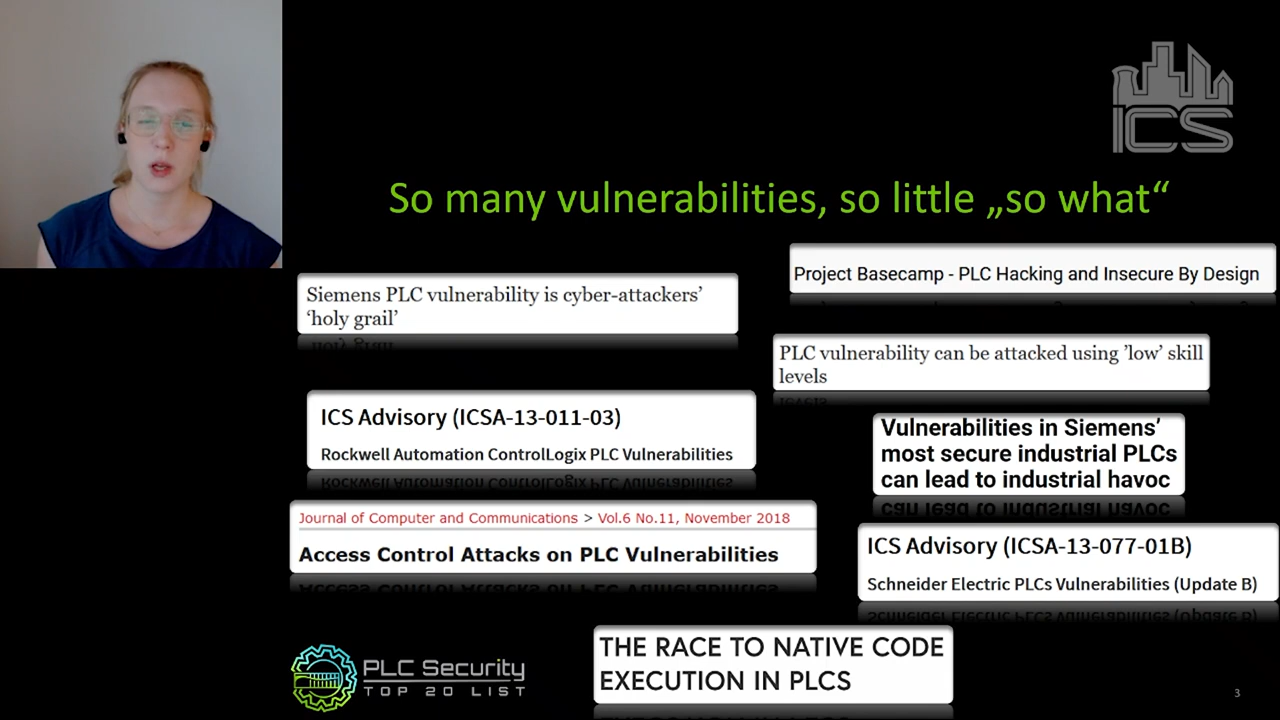 ICS
So many vulnerabilities, so little „so what“
Siemens PLC vulnerability is cyber-attackers’
‘holy grail’
Project Basecamp - PLC Hacking and Insecure By Design
PLC vulnerability can be attacked using ’low’ skill
levels
ICS Advisory (ICSA-13-011-03)
Rockwell Automation ControlLogix PLC Vulnerabilities
Vulnerabilities in Siemens’
most secure industrial PLCs
can lead to industrial havoc
Journal of Computer and Communications > Vol.6 No.11, November 2018
Access Control Attacks on PLC Vulnerabilities
ICS Advisory (ICSA-13-077-01B)
Schneider Electric PLCs Vulnerabilities (Update B)
THE RACE TO NATIVE CODE
EXECUTION IN PLCS
PLC Security
TOP 20 LIST
3